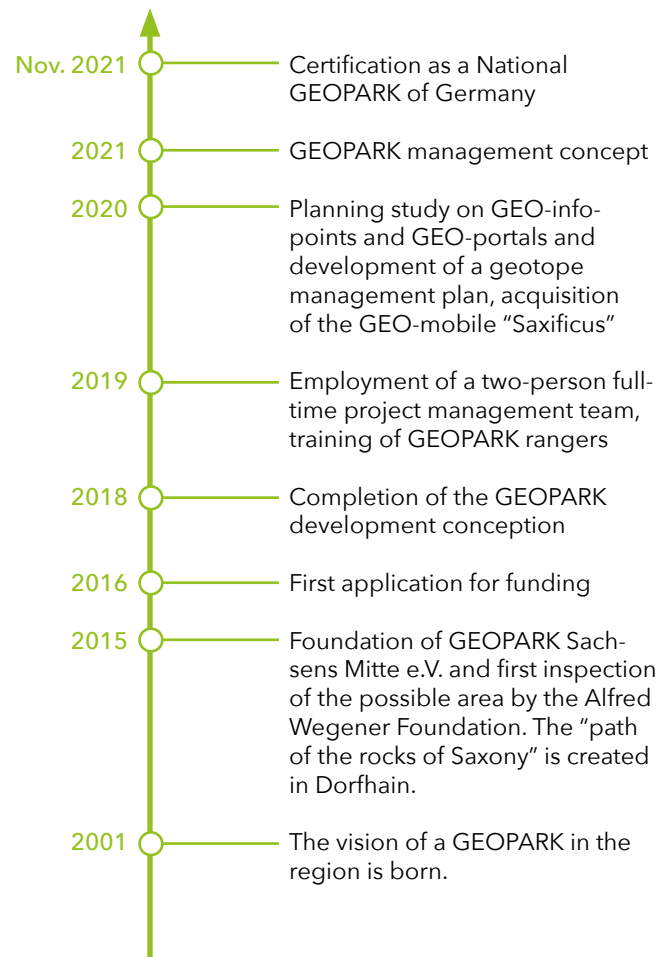 Nov. 2021
Certification as a National
GEOPARK of Germany
2021
GEOPARK management concept
2020
Planning study on GEO-info-
points and GEO-portals and
development of a geotope
management plan, acquisition
of the GEO-mobile “Saxificus”
2019
Employment of a two-person full-
time project management team,
training of GEOPARK rangers
2018
Completion of the GEOPARK
development conception
2016
First application for funding
2015
Foundation of GEOPARK Sach-
sens Mitte e.V. and first inspection
of the possible area by the Alfred
Wegener Foundation. The “path
of the rocks of Saxony” is created
in Dorfhain.
2001
The vision of a GEOPARK in the
region is born.